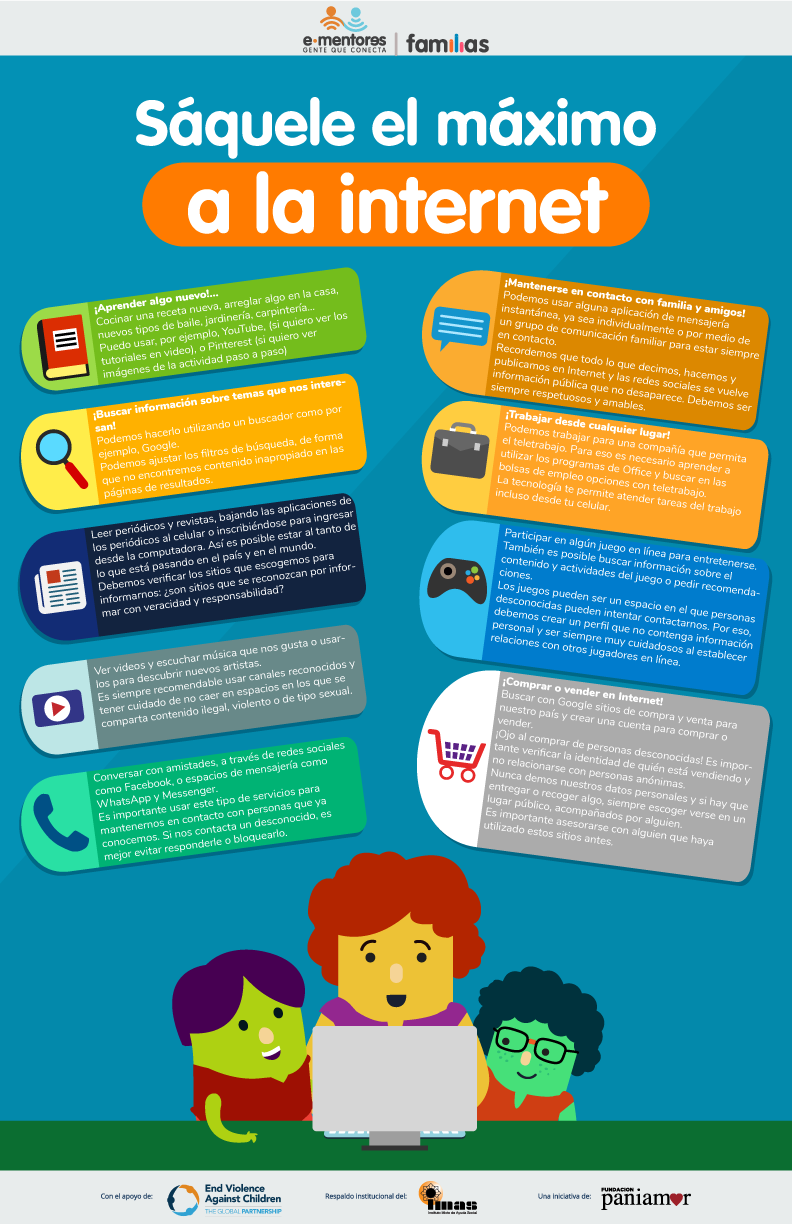 e·mentores
GENTE QUE CONECTA
familias
Sáquele el máximo
a la internet
¡Aprender algo nuevo!...
Cocinar una receta nueva, arreglar algo en la casa,
nuevos tipos de baile, jardinería, carpintería...
Puedo usar, por ejemplo, YouTube, (si quiero ver los
tutoriales en video), o Pinterest (si quiero ver
imágenes de la actividad paso a paso)
¡Buscar información sobre temas que nos intere-
san!
Podemos hacerlo utilizando un buscador como por
ejemplo, Google.
Podemos ajustar los filtros de búsqueda, de forma
que no encontremos contenido inapropiado en las
páginas de resultados.
Leer periódicos y revistas, bajando las aplicaciones de
los periódicos al celular o inscribiéndose para ingresar
desde la computadora. Así es posible estar al tanto de
lo que está pasando en el país y en el mundo.
Debemos verificar los sitios que escogemos para
informarnos: ¿son sitios que se reconozcan por infor-
mar con veracidad y responsabilidad?
Ver videos y escuchar música que nos gusta o usar-
los para descubrir nuevos artistas.
Es siempre recomendable usar canales reconocidos y
tener cuidado de no caer en espacios en los que se
comparta contenido ilegal, violento o de tipo sexual.
Conversar con amistades, a través de redes sociales
como Facebook, o espacios de mensajería como
WhatsApp y Messenger.
Es importante usar este tipo de servicios para
mantenernos en contacto con personas que ya
conocemos. Si nos contacta un desconocido, es
mejor evitar responderle o bloquearlo.
¡Mantenerse en contacto con familia y amigos!
Podemos usar alguna aplicación de mensajería
instantánea, ya sea individualmente o por medio de
un grupo de comunicación familiar para estar siempre
en contacto.
Recordemos que todo lo que decimos, hacemos y
publicamos en Internet y las redes sociales se vuelve
información pública que no desaparece. Debemos ser
siempre respetuosos y amables.
¡Trabajar desde cualquier lugar!
Podemos trabajar para una compañía que permita
el teletrabajo. Para eso es necesario aprender a
utilizar los programas de Office y buscar en las
bolsas de empleo opciones con teletrabajo.
La tecnología te permite atender tareas del trabajo
incluso desde tu celular.
Participar en algún juego en línea para entretenerse.
También es posible buscar información sobre el
contenido y actividades del juego o pedir recomenda-
ciones.
Los juegos pueden ser un espacio en el que personas
desconocidas pueden intentar contactarnos. Por eso,
debemos crear un perfil que no contenga información
personal y ser siempre muy cuidadosos al establecer
relaciones con otros jugadores en línea.
¡Comprar o vender en Internet!
Buscar con Google sitios de compra y venta para
nuestro país y crear una cuenta para comprar o
vender.
¡Ojo al comprar de personas desconocidas! Es impor-
tante verificar la identidad de quién está vendiendo y
no relacionarse con personas anónimas.
Nunca demos nuestros datos personales y si hay que
entregar o recoger algo, siempre escoger verse en un
lugar público, acompañados por alguien.
Es importante asesorarse con alguien que haya
utilizado estos sitios antes.
Con el apoyo de:
End Violence
Against Children
THE GLOBAL PARTNERSHIP
Respaldo institucional del:
imas
Instituto Mixto de Ayuda Social
Una iniciativa de:
FUNDACION
paniamor